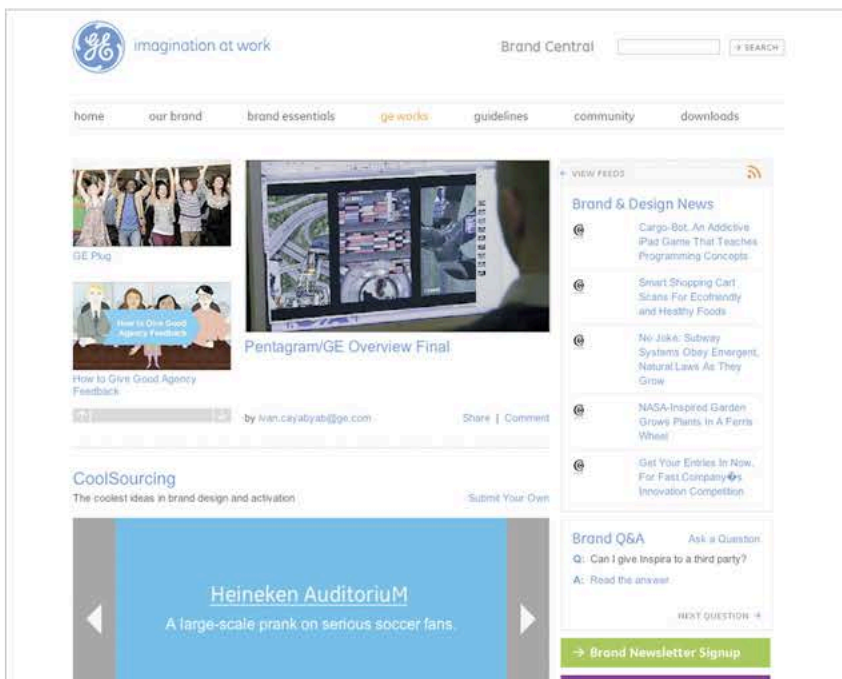 GE
imagination at work
Brand Central
→ SEARCH
home our brand brand essentials ge works guidelines community downloads
GE Plug
How to Give Good
Agency Feedback
How to Give Good Agency
Feedback
Pentagram/GE Overview Final
by ivan.cayabyab@ge.com
Share | Comment
CoolSourcing
The coolest ideas in brand design and activation
Submit Your Own
Heineken AuditoriuM
A large-scale prank on serious soccer fans.
← VIEW FEEDS
Brand & Design News
Cargo-Bot, An Addictive
iPad Game That Teaches
Programming Concepts
Smart Shopping Cart
Scans For Ecofriendly
and Healthy Foods
No Joke: Subway
Systems Obey Emergent,
Natural Laws As They
Grow
NASA-Inspired Garden
Grows Plants In A Ferris
Wheel
Get Your Entries In Now,
For Fast Company�s
Innovation Competition
Brand Q&A
Ask a Question
Q: Can I give Inspira to a third party?
A: Read the answer
NEXT QUESTION →
→ Brand Newsletter Signup